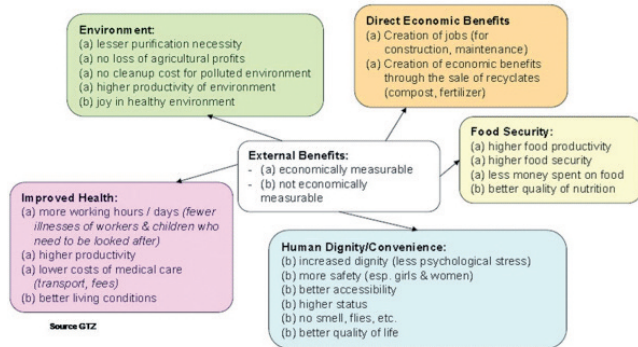 Environment:
(a) lesser purification necessity
(a) no loss of agricultural profits
(a) no cleanup cost for polluted environment
(a) higher productivity of environment
(b) joy in healthy environment
Direct Economic Benefits
(a) Creation of jobs (for
construction, maintenance)
(a) Creation of economic benefits
through the sale of recyclates
(compost, fertilizer)
External Benefits:
- (a) economically measurable
- (b) not economically
measurable
Food Security:
(a) higher food productivity
(a) higher food security
(a) less money spent on food
(b) better quality of nutrition
Improved Health:
(a) more working hours / days (fewer
illnesses of workers & children who
need to be looked after)
(a) higher productivity
(a) lower costs of medical care
(transport, fees)
(b) better living conditions
Human Dignity/Convenience:
(b) increased dignity (less psychological stress)
(b) more safety (esp. girls & women)
(b) better accessibility
(b) higher status
(b) no smell, flies, etc.
(b) better quality of life
Source GTZ